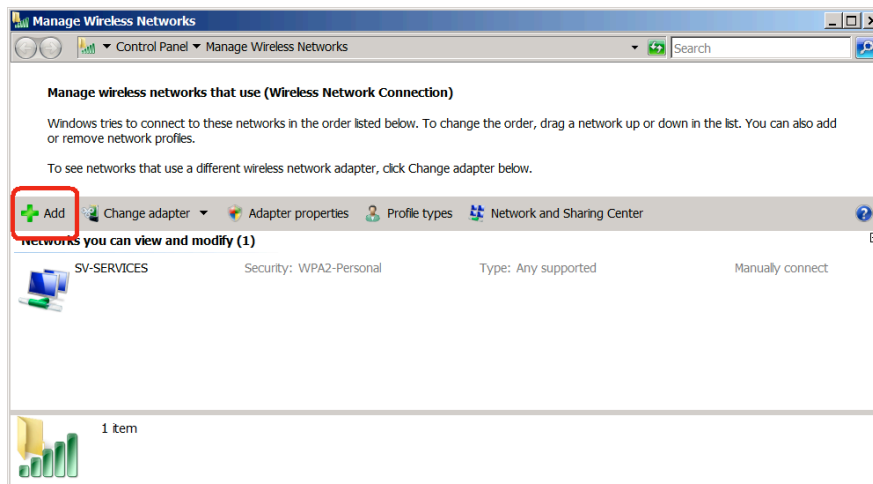 Manage Wireless Networks
Control Panel Manage Wireless Networks Search
Manage wireless networks that use (Wireless Network Connection)
Windows tries to connect to these networks in the order listed below. To change the order, drag a network up or down in the list. You can also add
or remove network profiles.
To see networks that use a different wireless network adapter, click Change adapter below.
Add Change adapter Adapter properties Profile types Network and Sharing Center
Networks you can view and modify (1)
SV-SERVICES Security: WPA2-Personal Type: Any supported Manually connect
1 item